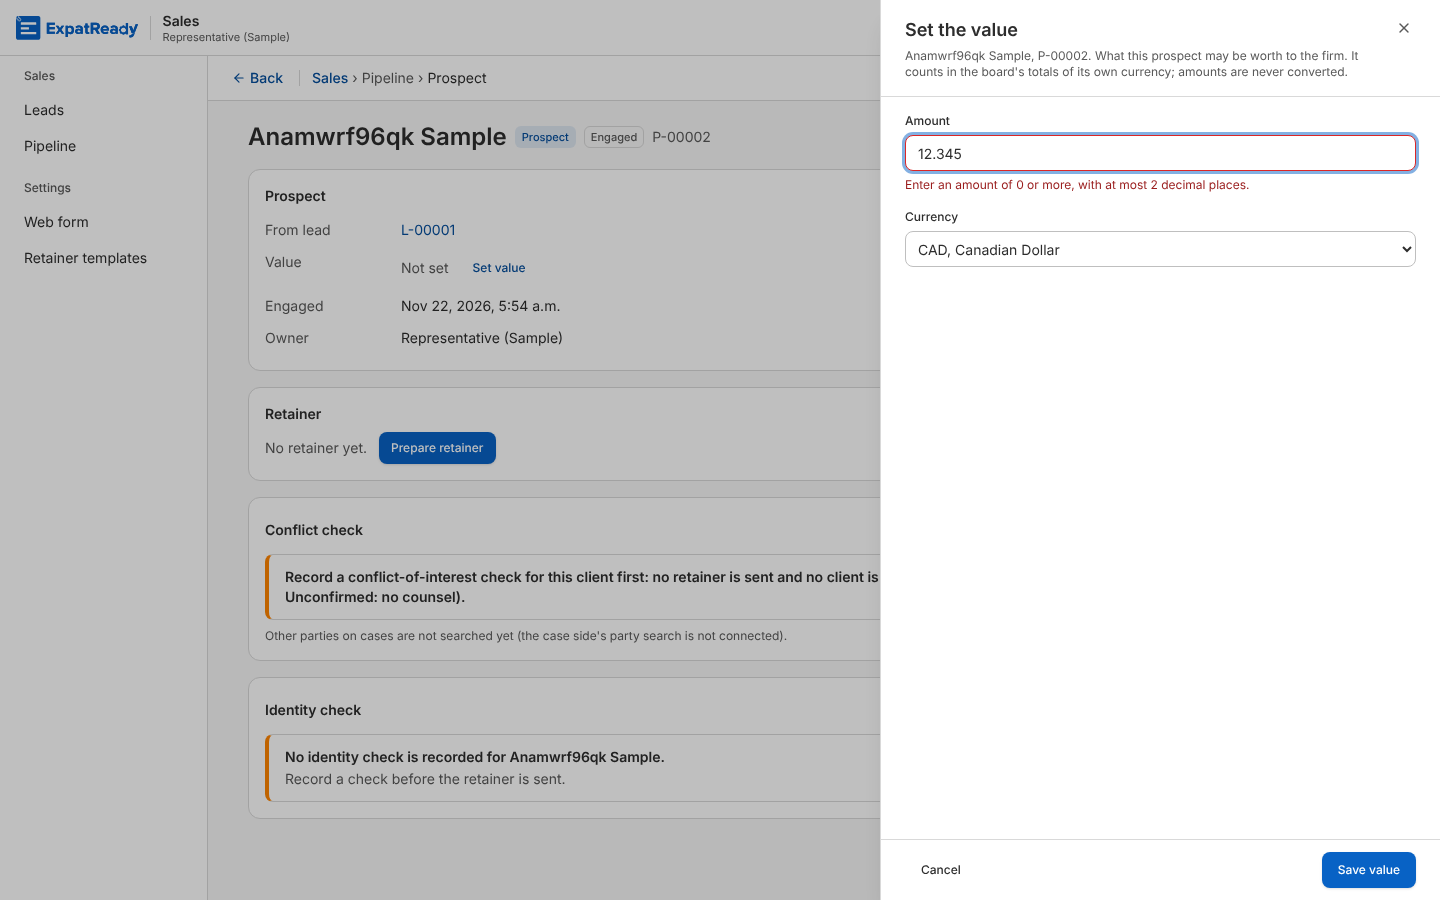 ExpatReady
Sales
Representative (Sample)
Sales
Leads
Pipeline
Settings
Web form
Retainer templates
← Back
Sales › Pipeline › Prospect
Anamwrf96qk Sample Prospect Engaged P-00002
Prospect
From lead L-00001
Value Not set Set value
Engaged Nov 22, 2026, 5:54 a.m.
Owner Representative (Sample)
Retainer
No retainer yet. Prepare retainer
Conflict check
Record a conflict-of-interest check for this client first: no retainer is sent and no client is
Unconfirmed: no counsel).
Other parties on cases are not searched yet (the case side's party search is not connected).
Identity check
No identity check is recorded for Anamwrf96qk Sample.
Record a check before the retainer is sent.
Set the value
Anamwrf96qk Sample, P-00002. What this prospect may be worth to the firm. It
counts in the board's totals of its own currency; amounts are never converted.
Amount
12.345
Enter an amount of 0 or more, with at most 2 decimal places.
Currency
CAD, Canadian Dollar
Cancel
Save value